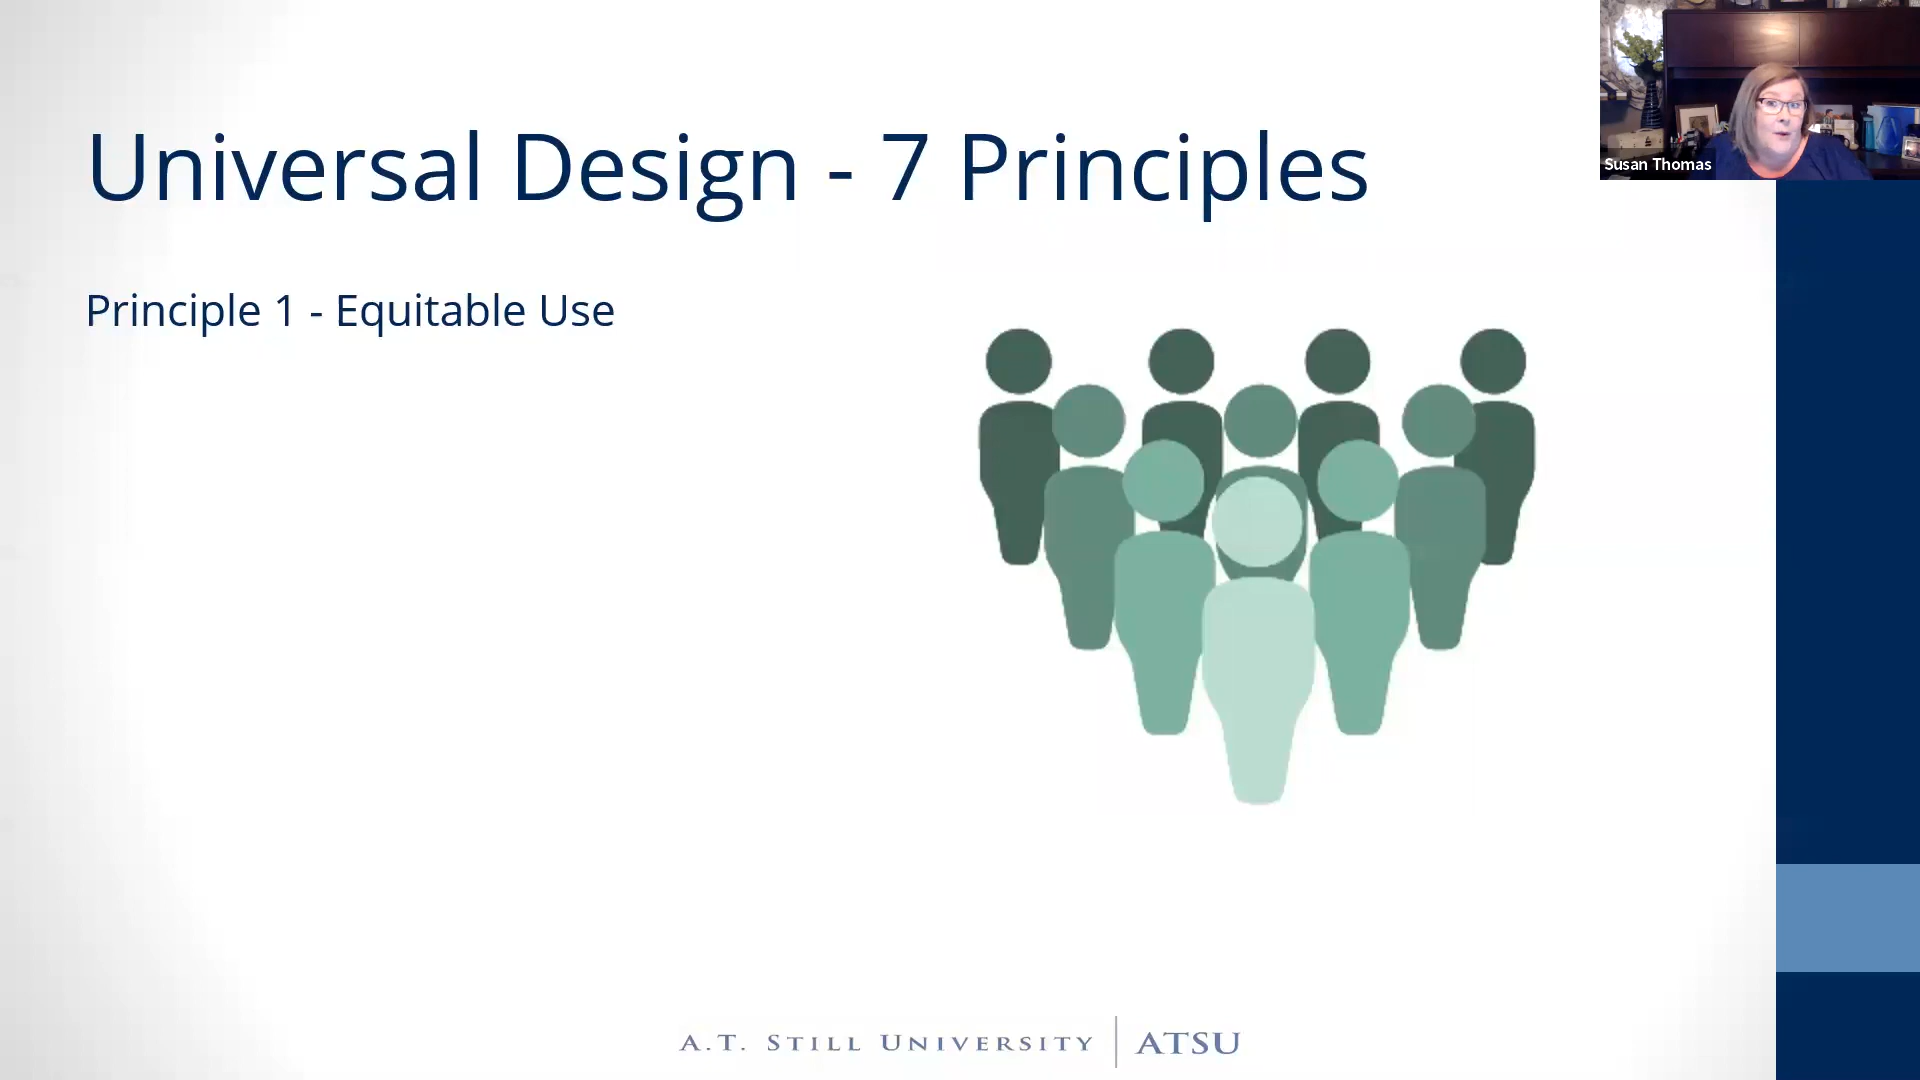 Universal Design - 7 Principles
Susan Thomas
Principle 1 - Equitable Use
A.T. STILL UNIVERSITY | ATSU